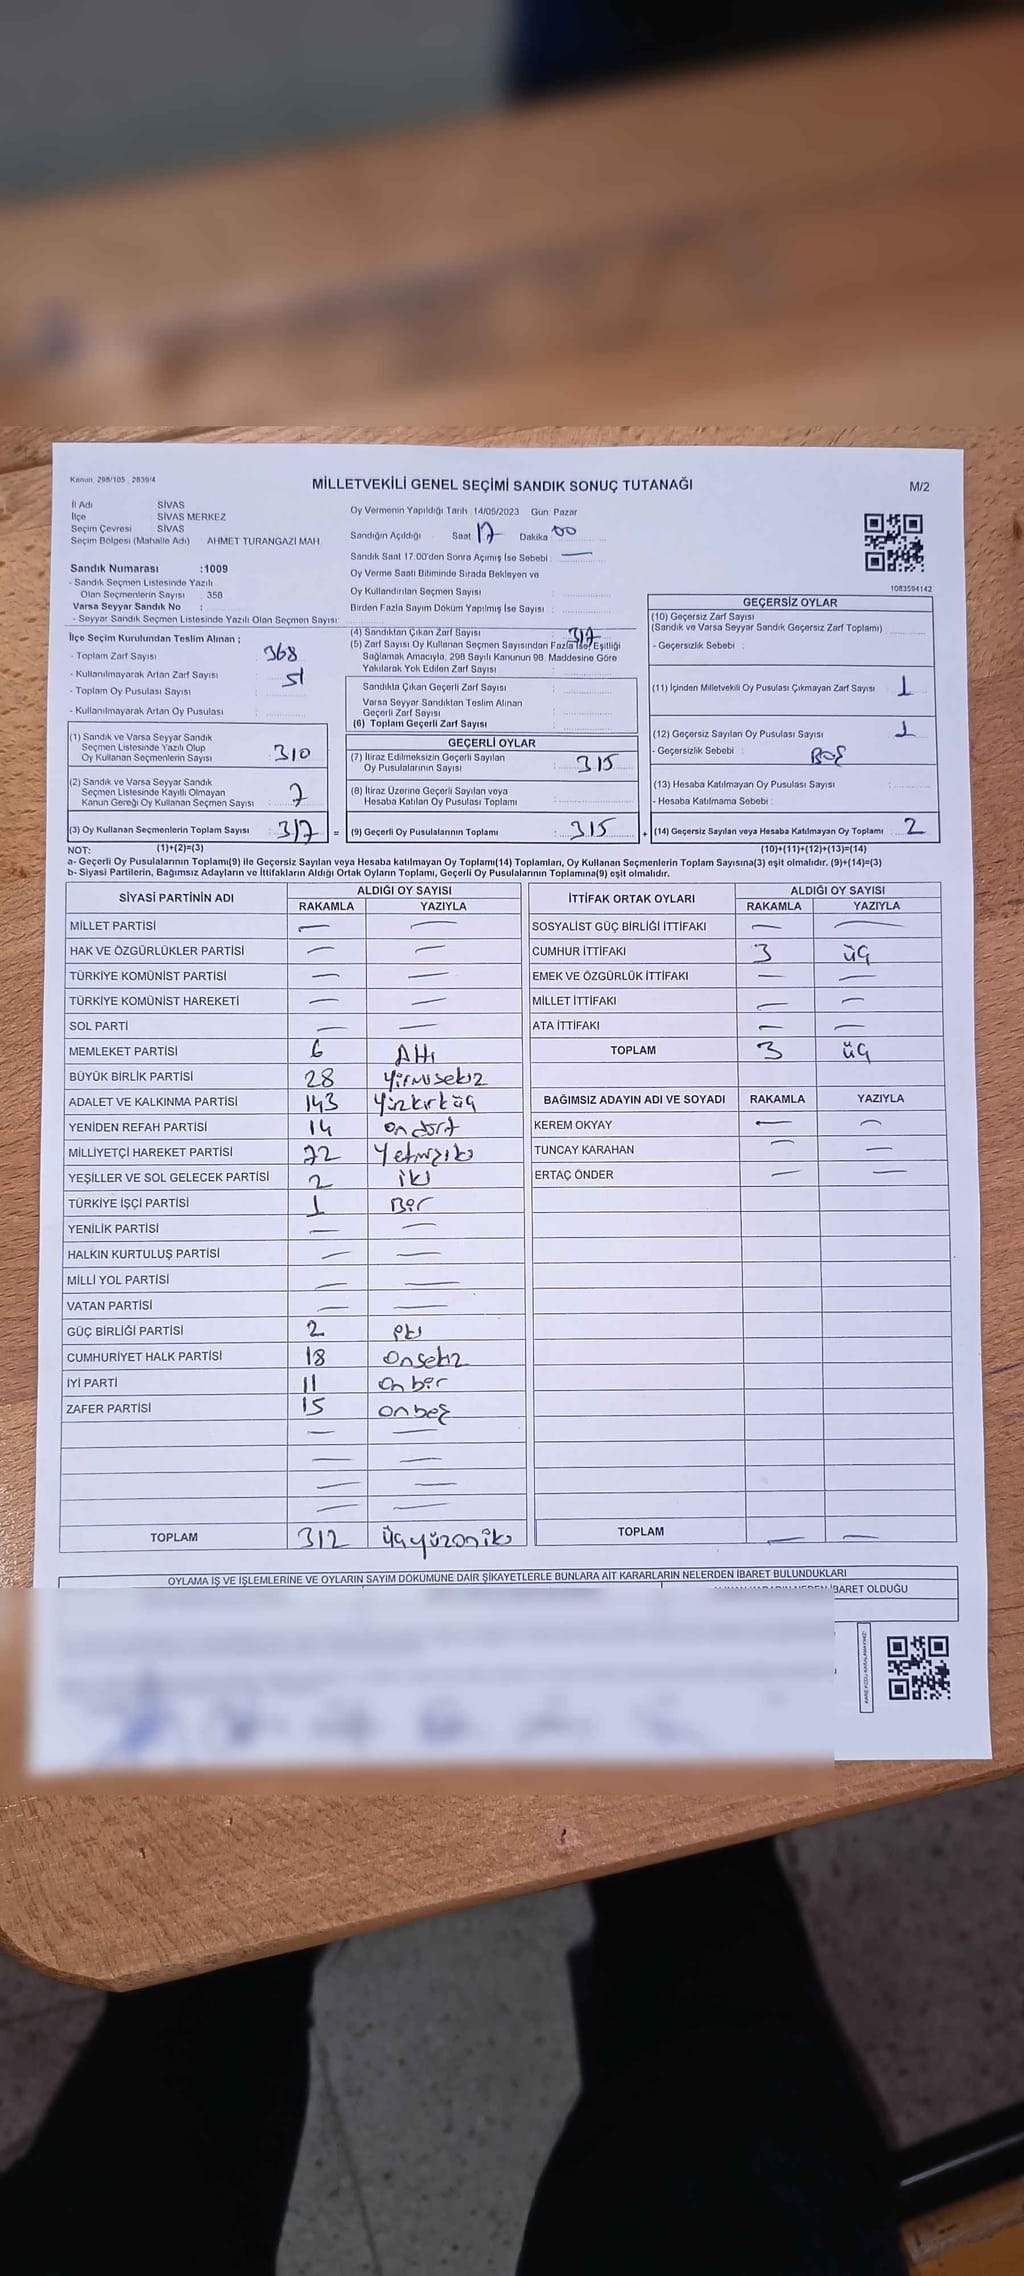 Kanun, 298/105 , 2839/4
MİLLETVEKİLİ GENEL SEÇİMİ SANDIK SONUÇ TUTANAĞI
M/2
İl Adı SİVAS
İlçe SİVAS MERKEZ
Seçim Çevresi SİVAS
Seçim Bölgesi (Mahalle Adı) AHMET TURANGAZİ MAH.
Sandık Numarası :1009
- Sandık Seçmen Listesinde Yazılı
Olan Seçmenlerin Sayısı : 358
Varsa Seyyar Sandık No :
- Seyyar Sandık Seçmen Listesinde Yazılı Olan Seçmen Sayısı:
Oy Vermenin Yapıldığı Tarih :14/05/2023 Gün Pazar
Sandığın Açıldığı Saat 17 Dakika 00
Sandık Saat 17.00'den Sonra Açımış İse Sebebi : —
Oy Verme Saati Bitiminde Sırada Bekleyen ve
Oy Kullandırılan Seçmen Sayısı :
Birden Fazla Sayım Döküm Yapılmış İse Sayısı :
1083594142
İlçe Seçim Kurulundan Teslim Alınan ;
- Toplam Zarf Sayısı 368
- Kullanılmayarak Artan Zarf Sayısı : 51
- Toplam Oy Pusulası Sayısı :
- Kullanılmayarak Artan Oy Pusulası :
(4) Sandıktan Çıkan Zarf Sayısı : 317
(5) Zarf Sayısı Oy Kullanan Seçmen Sayısından Fazla İse, Eşitliği
Sağlamak Amacıyla, 298 Sayılı Kanunun 98. Maddesine Göre
Yakılarak Yok Edilen Zarf Sayısı :
Sandıkta Çıkan Geçerli Zarf Sayısı :
Varsa Seyyar Sandıktan Teslim Alınan
Geçerli Zarf Sayısı :
(6) Toplam Geçerli Zarf Sayısı :
GEÇERSİZ OYLAR
(10) Geçersiz Zarf Sayısı
(Sandık ve Varsa Seyyar Sandık Geçersiz Zarf Toplamı) :
- Geçersizlik Sebebi :
(11) İçinden Milletvekili Oy Pusulası Çıkmayan Zarf Sayısı : 1
(12) Geçersiz Sayılan Oy Pusulası Sayısı : 1
- Geçersizlik Sebebi : Boş
(13) Hesaba Katılmayan Oy Pusulası Sayısı :
- Hesaba Katılmama Sebebi :
(14) Geçersiz Sayılan veya Hesaba Katılmayan Oy Toplamı : 2
(1) Sandık ve Varsa Seyyar Sandık
Seçmen Listesinde Yazılı Olup
Oy Kullanan Seçmenlerin Sayısı : 310
(2) Sandık ve Varsa Seyyar Sandık
Seçmen Listesinde Kayıtlı Olmayan
Kanun Gereği Oy Kullanan Seçmen Sayısı : 7
(3) Oy Kullanan Seçmenlerin Toplam Sayısı : 317 =
GEÇERLİ OYLAR
(7) İtiraz Edilmeksizin Geçerli Sayılan
Oy Pusulalarının Sayısı : 315
(8) İtiraz Üzerine Geçerli Sayılan veya
Hesaba Katılan Oy Pusulası Toplamı :
(9) Geçerli Oy Pusulalarının Toplamı : 315 +
NOT: (1)+(2)=(3) (10)+(11)+(12)+(13)=(14)
a- Geçerli Oy Pusulalarının Toplamı(9) ile Geçersiz Sayılan veya Hesaba katılmayan Oy Toplamı(14) Toplamları, Oy Kullanan Seçmenlerin Toplam Sayısına(3) eşit olmalıdır. (9)+(14)=(3)
b- Siyasi Partilerin, Bağımsız Adayların ve İttifakların Aldığı Ortak Oyların Toplamı, Geçerli Oy Pusulalarının Toplamına(9) eşit olmalıdır.
SİYASİ PARTİNİN ADI ALDIĞI OY SAYISI
RAKAMLA YAZIYLA
MİLLET PARTİSİ — —
HAK VE ÖZGÜRLÜKLER PARTİSİ — —
TÜRKİYE KOMÜNİST PARTİSİ — —
TÜRKİYE KOMÜNİST HAREKETİ — —
SOL PARTİ — —
MEMLEKET PARTİSİ 6 Altı
BÜYÜK BİRLİK PARTİSİ 28 Yirmisekiz
ADALET VE KALKINMA PARTİSİ 143 Yüzkırküç
YENİDEN REFAH PARTİSİ 14 ondört
MİLLİYETÇİ HAREKET PARTİSİ 72 Yetmişiki
YEŞİLLER VE SOL GELECEK PARTİSİ 2 iki
TÜRKİYE İŞÇİ PARTİSİ 1 Bir
YENİLİK PARTİSİ — —
HALKIN KURTULUŞ PARTİSİ — —
MİLLİ YOL PARTİSİ — —
VATAN PARTİSİ — —
GÜÇ BİRLİĞİ PARTİSİ 2 iki
CUMHURİYET HALK PARTİSİ 18 Onsekiz
İYİ PARTİ 11 On bir
ZAFER PARTİSİ 15 onbeş
— —
— —
— —
— —
TOPLAM 312 üçyüzoniki
İTTİFAK ORTAK OYLARI ALDIĞI OY SAYISI
RAKAMLA YAZIYLA
SOSYALİST GÜÇ BİRLİĞİ İTTİFAKI — —
CUMHUR İTTİFAKI 3 üç
EMEK VE ÖZGÜRLÜK İTTİFAKI — —
MİLLET İTTİFAKI — —
ATA İTTİFAKI — —
TOPLAM 3 üç
BAĞIMSIZ ADAYIN ADI VE SOYADI RAKAMLA YAZIYLA
KEREM OKYAY — —
TUNCAY KARAHAN — —
ERTAÇ ÖNDER — —
TOPLAM — —
OYLAMA İŞ VE İŞLEMLERİNE VE OYLARIN SAYIM DÖKÜMÜNE DAİR ŞİKAYETLERLE BUNLARA AİT KARARLARIN NELERDEN İBARET BULUNDUKLARI
İBARET OLDUĞU